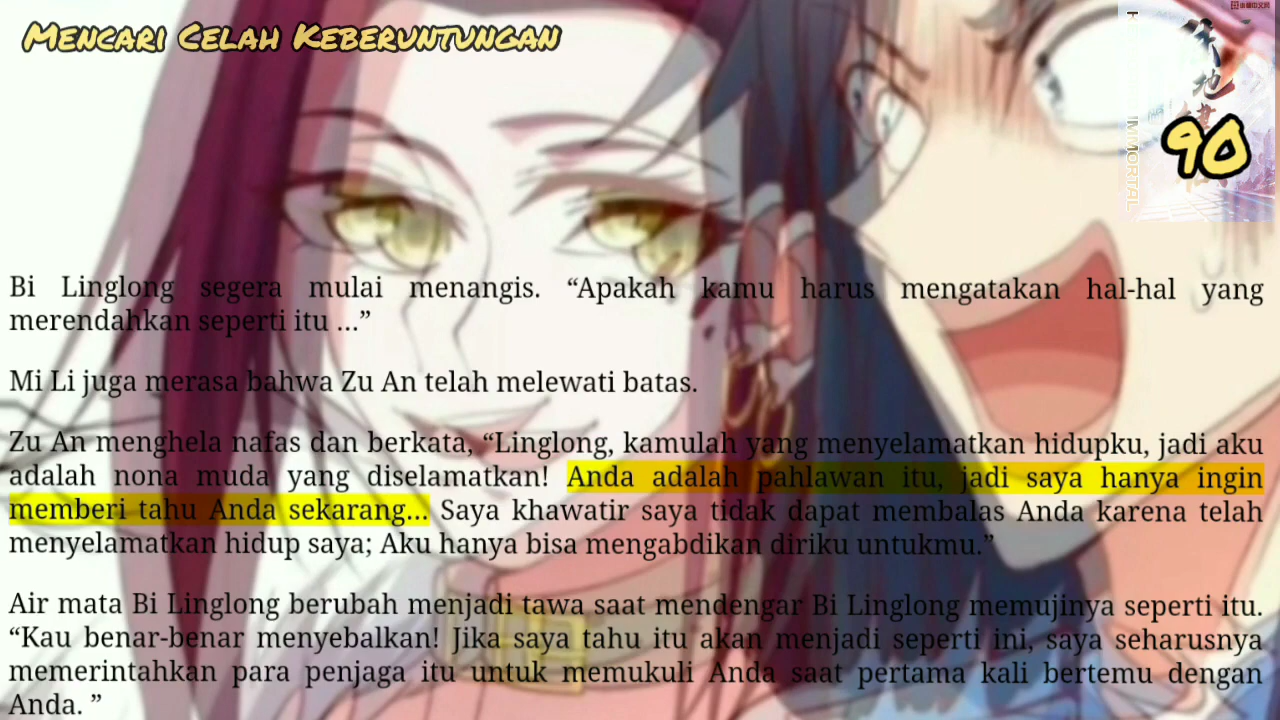 Mencari Celah Keberuntungan
90
IMMORTAL
Bi Linglong segera mulai menangis. “Apakah kamu harus mengatakan hal-hal yang
merendahkan seperti itu ...”
Mi Li juga merasa bahwa Zu An telah melewati batas.
Zu An menghela nafas dan berkata, “Linglong, kamulah yang menyelamatkan hidupku, jadi aku
adalah nona muda yang diselamatkan! Anda adalah pahlawan itu, jadi saya hanya ingin
memberi tahu Anda sekarang... Saya khawatir saya tidak dapat membalas Anda karena telah
menyelamatkan hidup saya; Aku hanya bisa mengabdikan diriku untukmu.”
Air mata Bi Linglong berubah menjadi tawa saat mendengar Bi Linglong memujinya seperti itu.
“Kau benar-benar menyebalkan! Jika saya tahu itu akan menjadi seperti ini, saya seharusnya
memerintahkan para penjaga itu untuk memukuli Anda saat pertama kali bertemu dengan
Anda. ”